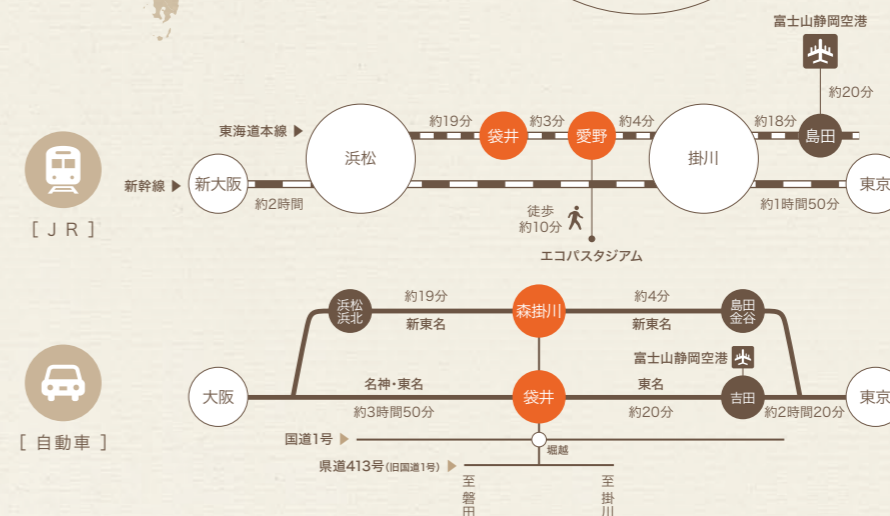 富士山静岡空港
約20分
東海道本線 ▶
浜松
約19分
袋井
約3分
愛野
約4分
掛川
約18分
島田
新幹線 ▶
新大阪
約2時間
約1時間50分
東京
徒歩
約10分
エコパスタジアム
[ JR ]
浜松
浜北
約19分
新東名
森掛川
約4分
新東名
島田
金谷
富士山静岡空港
大阪
名神・東名
約3時間50分
袋井
東名
約20分
吉田
約2時間20分
東京
[ 自動車 ]
国道1号 ▶
堀越
県道413号(旧国道1号) ▶
至磐田
至掛川